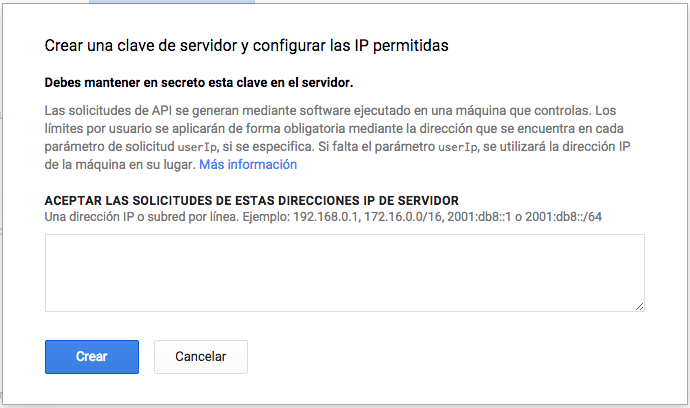 Crear una clave de servidor y configurar las IP permitidas
Debes mantener en secreto esta clave en el servidor.
Las solicitudes de API se generan mediante software ejecutado en una máquina que controlas. Los
límites por usuario se aplicarán de forma obligatoria mediante la dirección que se encuentra en cada
parámetro de solicitud userIp, si se especifica. Si falta el parámetro userIp, se utilizará la dirección IP
de la máquina en su lugar. Más información
ACEPTAR LAS SOLICITUDES DE ESTAS DIRECCIONES IP DE SERVIDOR
Una dirección IP o subred por línea. Ejemplo: 192.168.0.1, 172.16.0.0/16, 2001:db8::1 o 2001:db8::/64
Crear Cancelar